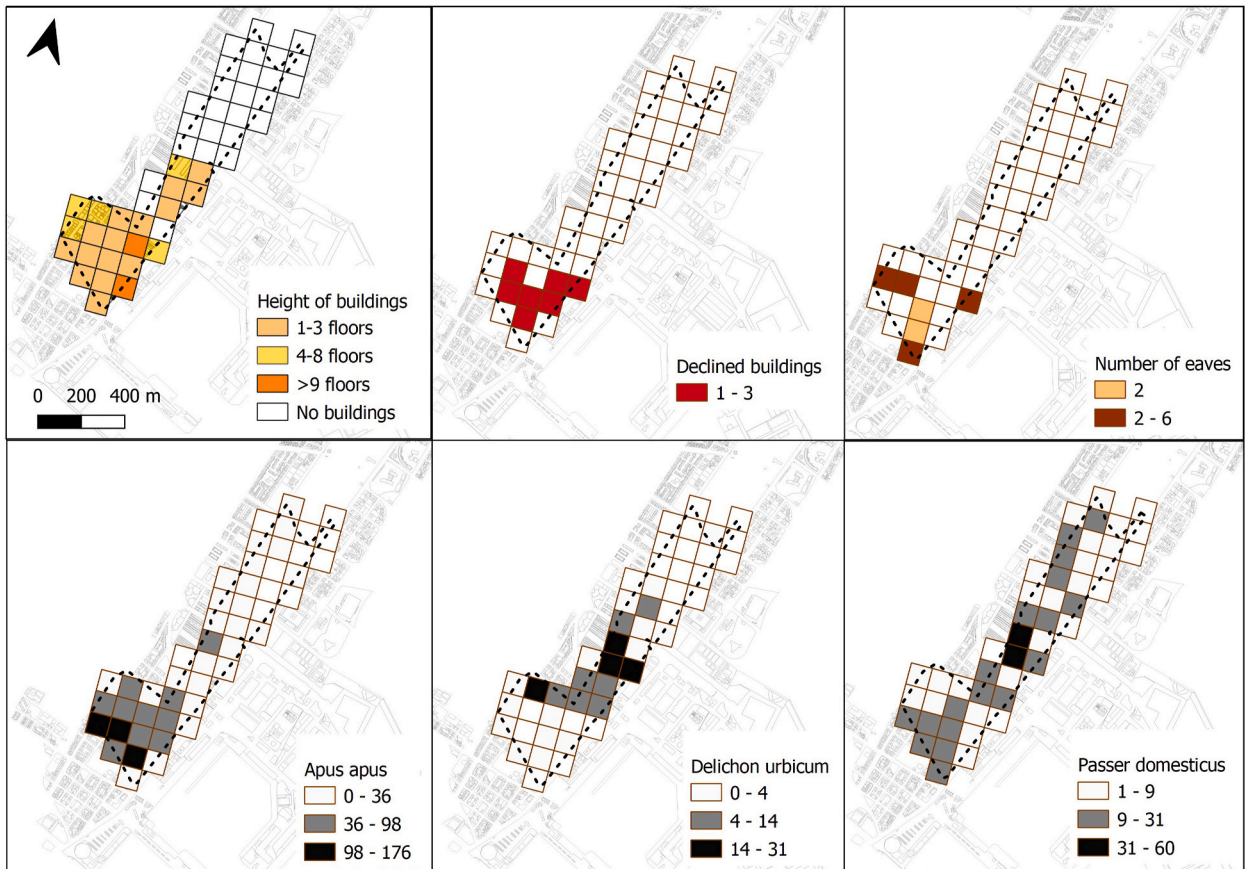 Height of buildings
1-3 floors
4-8 floors
>9 floors
No buildings
0 200 400 m
Declined buildings
1 - 3
Number of eaves
2
2 - 6
Apus apus
0 - 36
36 - 98
98 - 176
Delichon urbicum
0 - 4
4 - 14
14 - 31
Passer domesticus
1 - 9
9 - 31
31 - 60